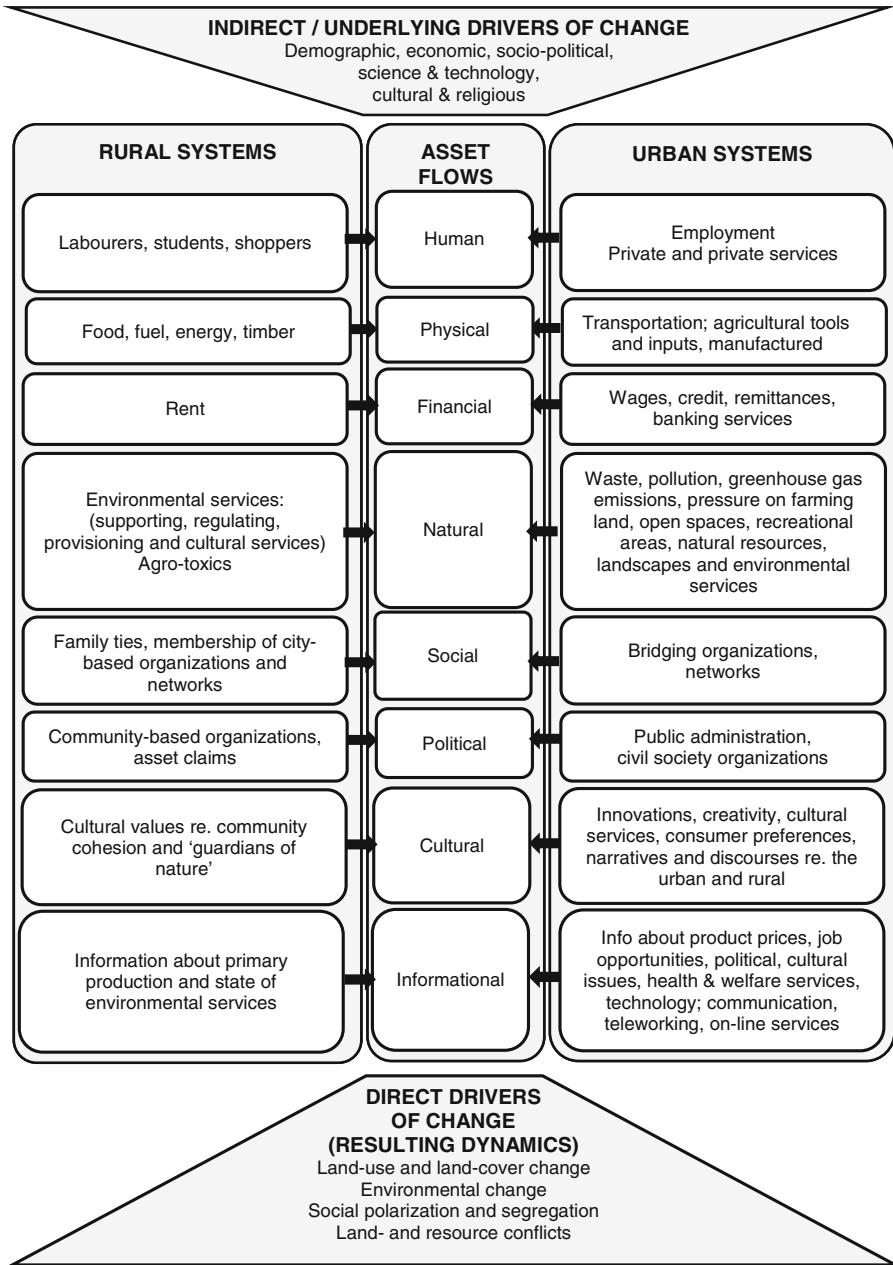 INDIRECT / UNDERLYING DRIVERS OF CHANGE
Demographic, economic, socio-political,
science & technology,
cultural & religious
RURAL SYSTEMS
ASSET
FLOWS
URBAN SYSTEMS
Labourers, students, shoppers
Human
Employment
Private and private services
Food, fuel, energy, timber
Physical
Transportation; agricultural tools
and inputs, manufactured
Rent
Financial
Wages, credit, remittances,
banking services
Environmental services:
(supporting, regulating,
provisioning and cultural services)
Agro-toxics
Natural
Waste, pollution, greenhouse gas
emissions, pressure on farming
land, open spaces, recreational
areas, natural resources,
landscapes and environmental
services
Family ties, membership of city-
based organizations and
networks
Social
Bridging organizations,
networks
Community-based organizations,
asset claims
Political
Public administration,
civil society organizations
Cultural values re. community
cohesion and ‘guardians of
nature’
Cultural
Innovations, creativity, cultural
services, consumer preferences,
narratives and discourses re. the
urban and rural
Information about primary
production and state of
environmental services
Informational
Info about product prices, job
opportunities, political, cultural
issues, health & welfare services,
technology; communication,
teleworking, on-line services
DIRECT DRIVERS
OF CHANGE
(RESULTING DYNAMICS)
Land-use and land-cover change
Environmental change
Social polarization and segregation
Land- and resource conflicts